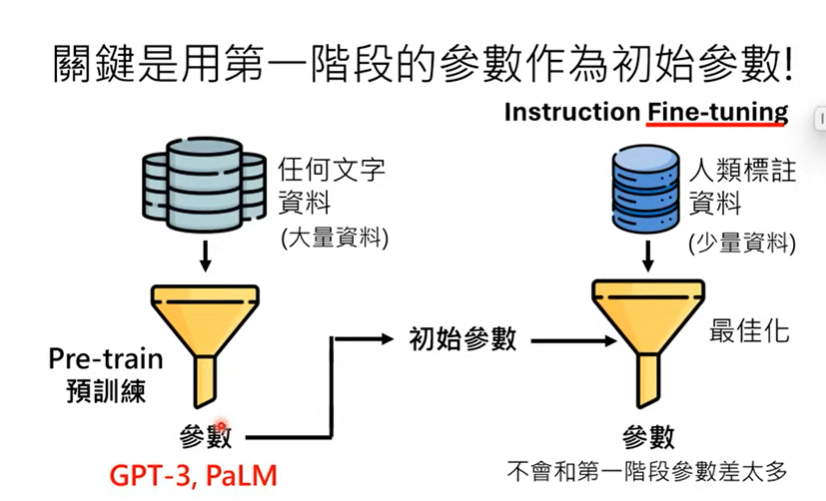 關鍵是用第一階段的參數作為初始參數!
Instruction Fine-tuning
任何文字
資料
(大量資料)
人類標註
資料
(少量資料)
Pre-train
預訓練
初始參數
最佳化
參數
GPT-3, PaLM
參數
不會和第一階段參數差太多